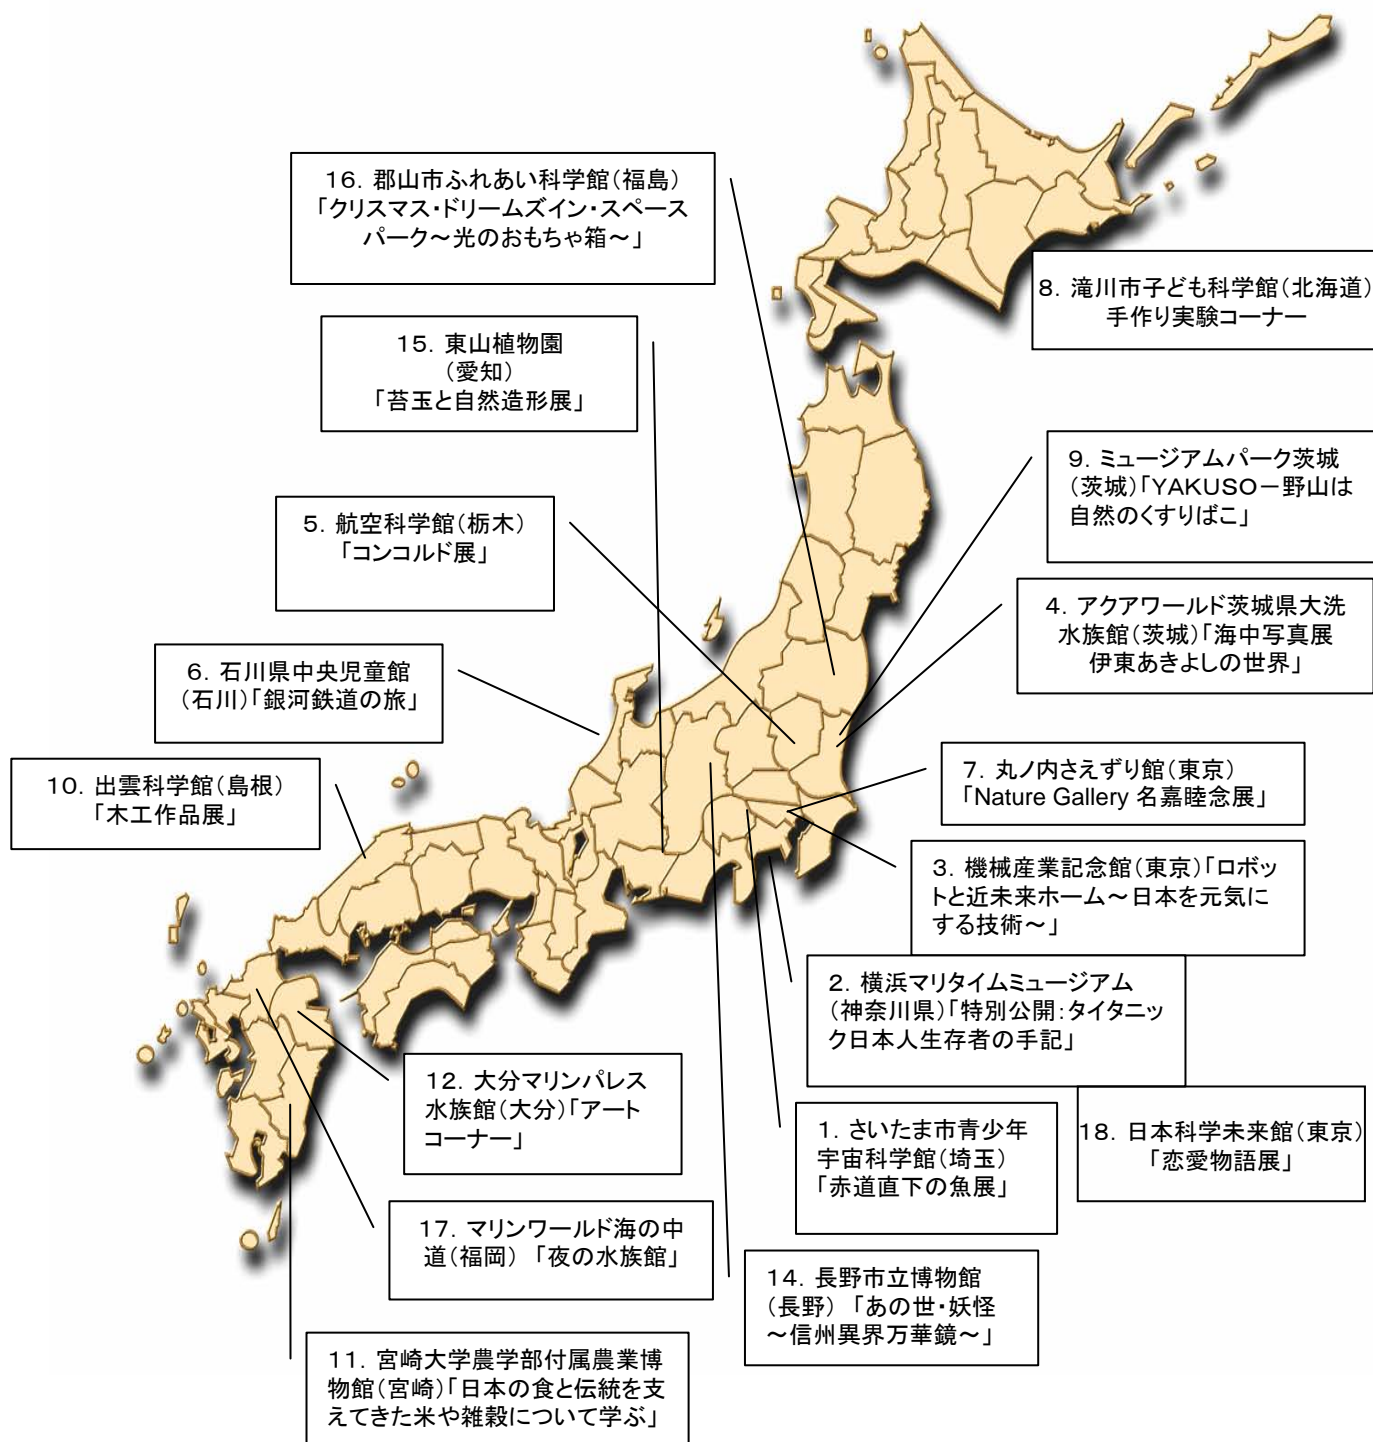 16. 郡山市ふれあい科学館(福島)
「クリスマス・ドリームズイン・スペース
パーク～光のおもちゃ箱～」
8. 滝川市子ども科学館(北海道)
手作り実験コーナー
15. 東山植物園
(愛知)
「苔玉と自然造形展」
9. ミュージアムパーク茨城
(茨城)「YAKUSO－野山は
自然のくすりばこ」
5. 航空科学館(栃木)
「コンコルド展」
4. アクアワールド茨城県大洗
水族館(茨城)「海中写真展
伊東あきよしの世界」
6. 石川県中央児童館
(石川)「銀河鉄道の旅」
10. 出雲科学館(島根)
「木工作品展」
7. 丸ノ内さえずり館(東京)
「Nature Gallery 名嘉睦念展」
3. 機械産業記念館(東京)「ロボッ
トと近未来ホーム～日本を元気に
する技術～」
2. 横浜マリタイムミュージアム
(神奈川県)「特別公開:タイタニッ
ク日本人生存者の手記」
12. 大分マリンパレス
水族館(大分)「アート
コーナー」
1. さいたま市青少年
宇宙科学館(埼玉)
「赤道直下の魚展」
18. 日本科学未来館(東京)
「恋愛物語展」
17. マリンワールド海の中
道(福岡) 「夜の水族館」
14. 長野市立博物館
(長野) 「あの世・妖怪
～信州異界万華鏡～」
11. 宮崎大学農学部付属農業博
物館(宮崎)「日本の食と伝統を支
えてきた米や雑穀について学ぶ」